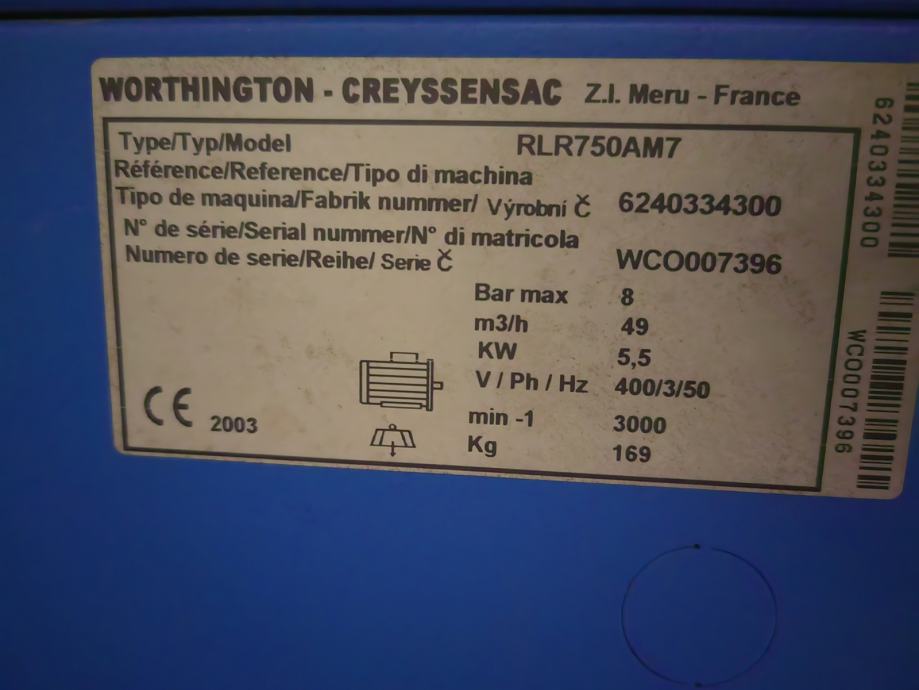 WORTHINGTON - CREYSSENSAC Z.I. Meru - France
Type/Typ/Model RLR750AM7
Référence/Reference/Tipo di machina
Tipo de maquina/Fabrik nummer/ Výrobní Č 6240334300
N° de série/Serial nummer/N° di matricola
Numero de serie/Reihe/ Serie Č WCO007396
Bar max 8
m3/h 49
KW 5,5
V / Ph / Hz 400/3/50
min -1 3000
Kg 169
CE 2003
6240334300
WCO007396